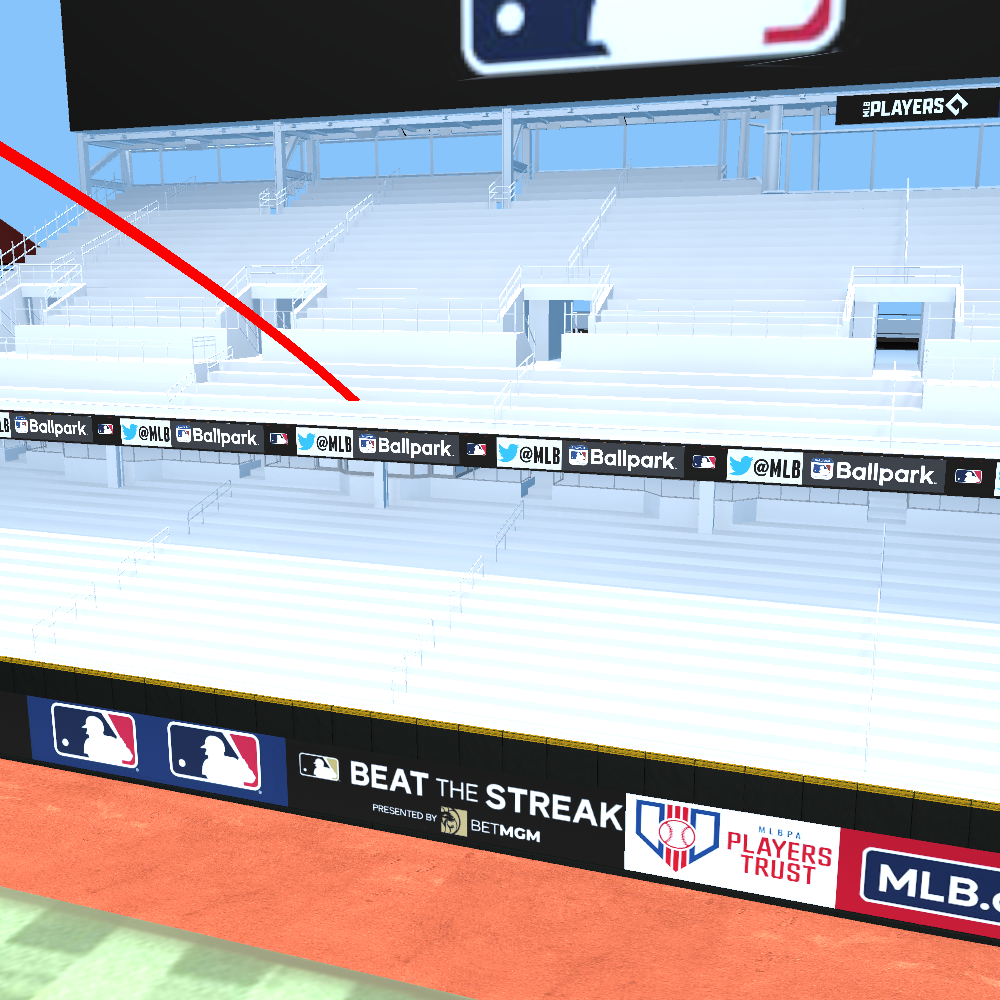 MLB PLAYERS
LB Ballpark @MLB Ballpark @MLB Ballpark @MLB Ballpark @MLB Ballpark
BEAT THE STREAK
PRESENTED BY BETMGM
MLBPA
PLAYERS
TRUST
MLB.